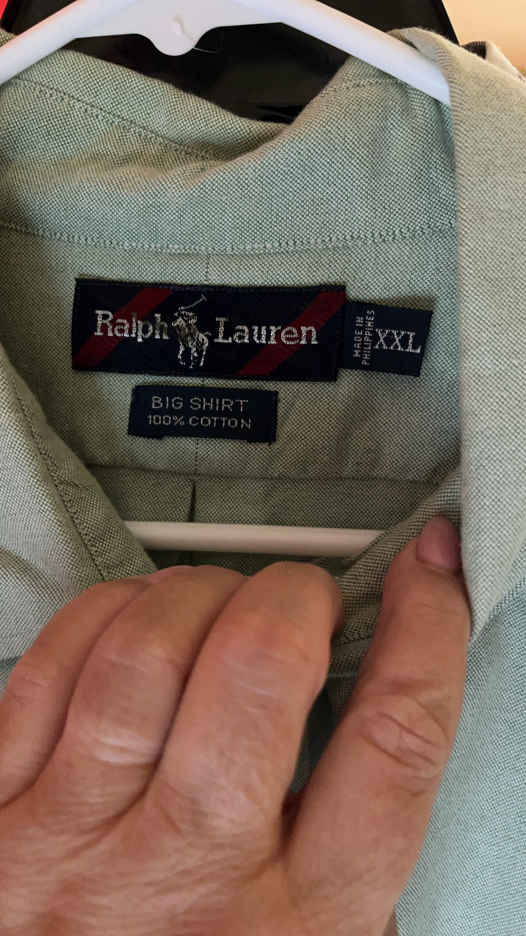 Ralph Lauren
MADE IN
PHILIPPINES
XXL
BIG SHIRT
100% COTTON